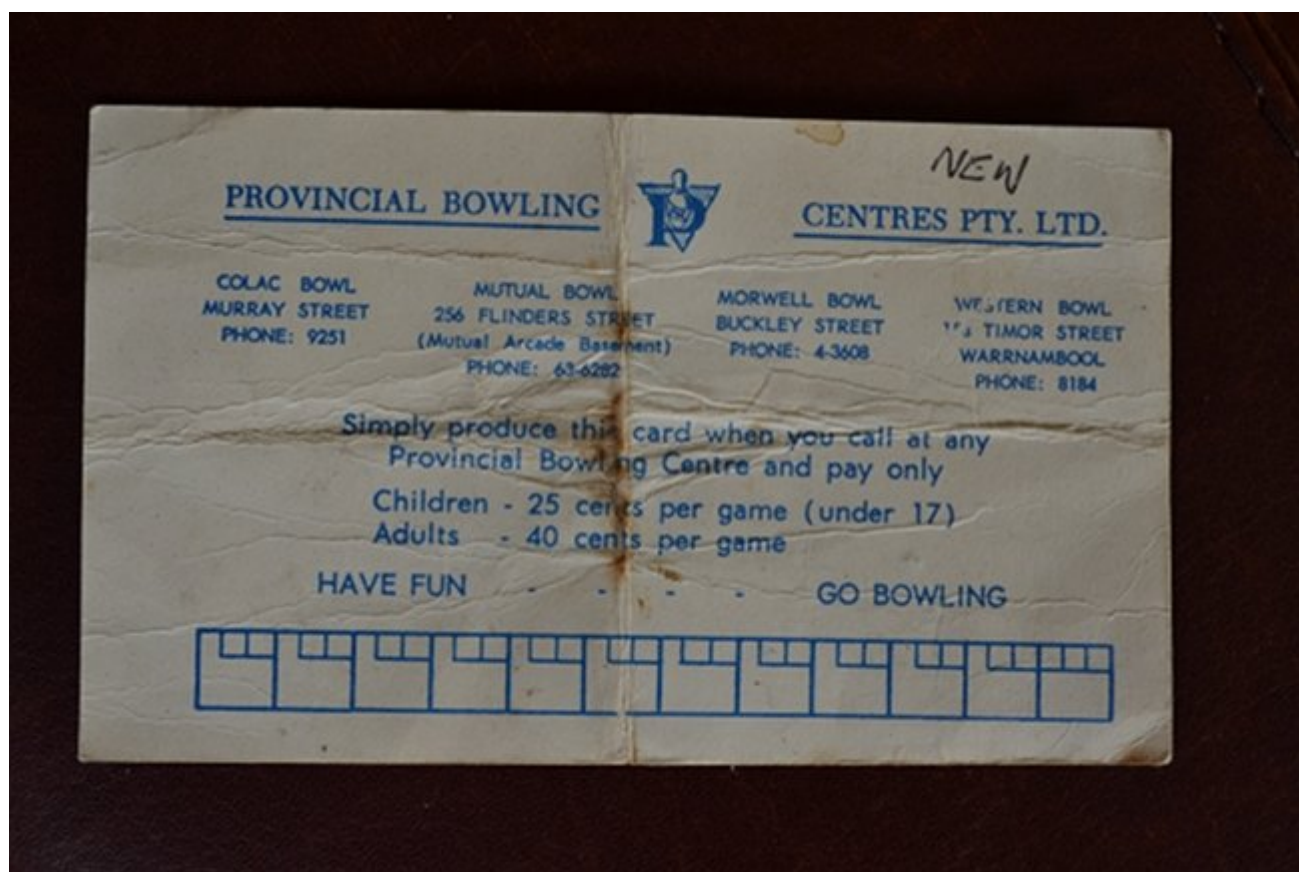 NEW
PROVINCIAL BOWLING P CENTRES PTY. LTD.
COLAC BOWL
MURRAY STREET
PHONE: 9251
MUTUAL BOWL
256 FLINDERS STREET
(Mutual Arcade Basement)
PHONE: 63-6282
MORWELL BOWL
BUCKLEY STREET
PHONE: 4-3608
WESTERN BOWL
TIMOR STREET
WARRNAMBOOL
PHONE: 8184
Simply produce this card when you call at any
Provincial Bowling Centre and pay only
Children - 25 cents per game (under 17)
Adults - 40 cents per game
HAVE FUN - - - - GO BOWLING